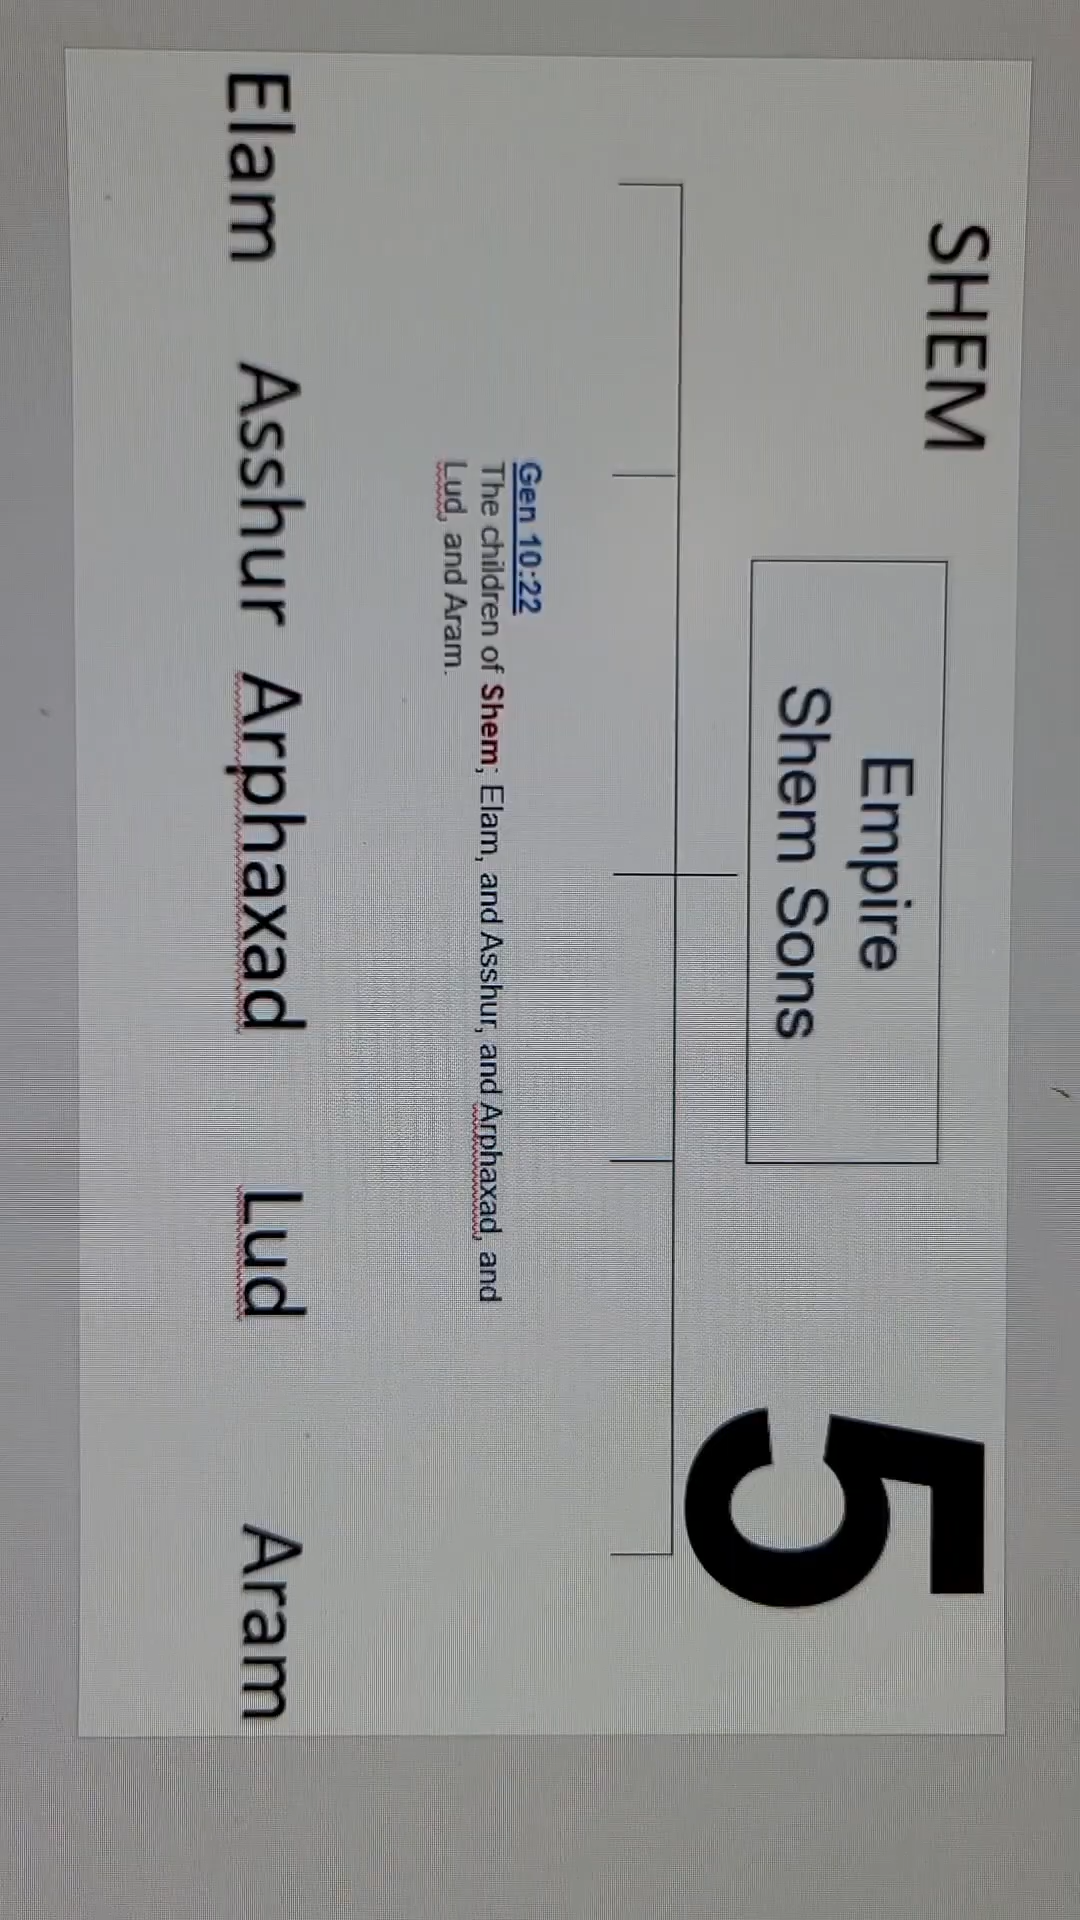 SHEM
Empire
Shem Sons
5
Gen 10:22
The children of Shem; Elam, and Asshur, and Arphaxad, and
Lud, and Aram.
Elam Asshur Arphaxad Lud Aram